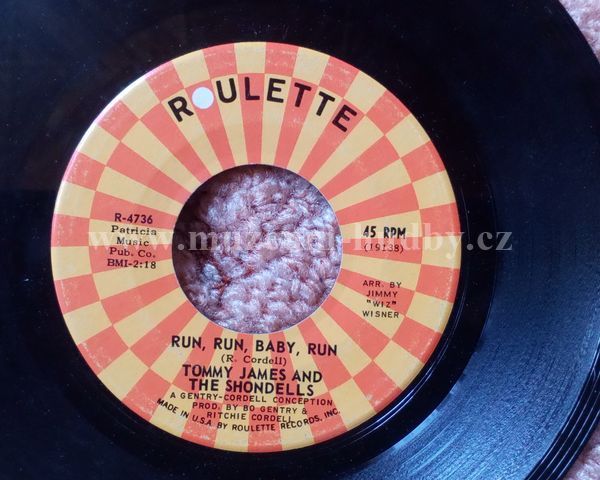 ROULETTE
R-4736
Patricia
Music
Pub. Co.
BMI-2:18
45 RPM
(19138)
ARR. BY
JIMMY
"WIZ"
WISNER
www.muzeum-hudby.cz
RUN, RUN, BABY, RUN
(R. Cordell)
TOMMY JAMES AND
THE SHONDELLS
A GENTRY-CORDELL CONCEPTION
PROD. BY BO GENTRY &
RITCHIE CORDELL
MADE IN U.S.A. BY ROULETTE RECORDS, INC.